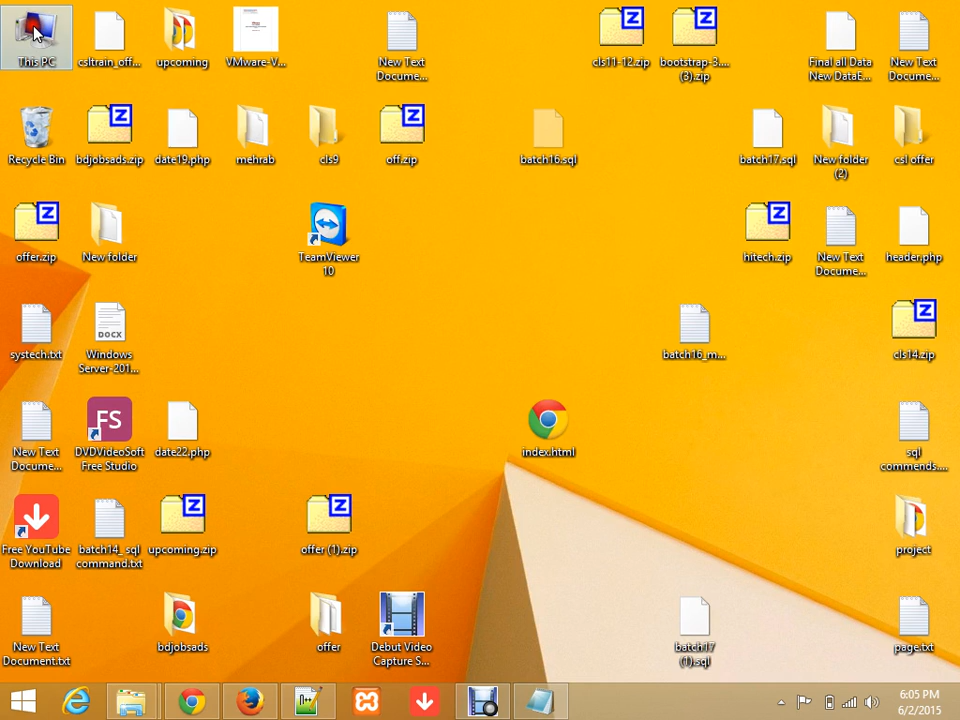 This PC
csltrain_off...
upcoming
VMware-V...
New Text
Docume...
cls11-12.zip
bootstrap-3....
(3).zip
Final all Data
New DataE...
New Text
Docume...
Recycle Bin
bdjobsads.zip
date19.php
mehrab
cls9
off.zip
batch16.sql
batch17.sql
New folder
(2)
csl offer
offer.zip
New folder
TeamViewer
10
hitech.zip
New Text
Docume...
header.php
systech.txt
DOCX
Windows
Server-201...
batch16_m...
cls14.zip
New Text
Docume...
FS
DVDVideoSoft
Free Studio
date22.php
index.html
sql
commends....
Free YouTube
Download
batch14_ sql
command.txt
upcoming.zip
offer (1).zip
project
New Text
Document.txt
bdjobsads
offer
Debut Video
Capture S...
batch17
(1).sql
page.txt
6:05 PM
6/2/2015